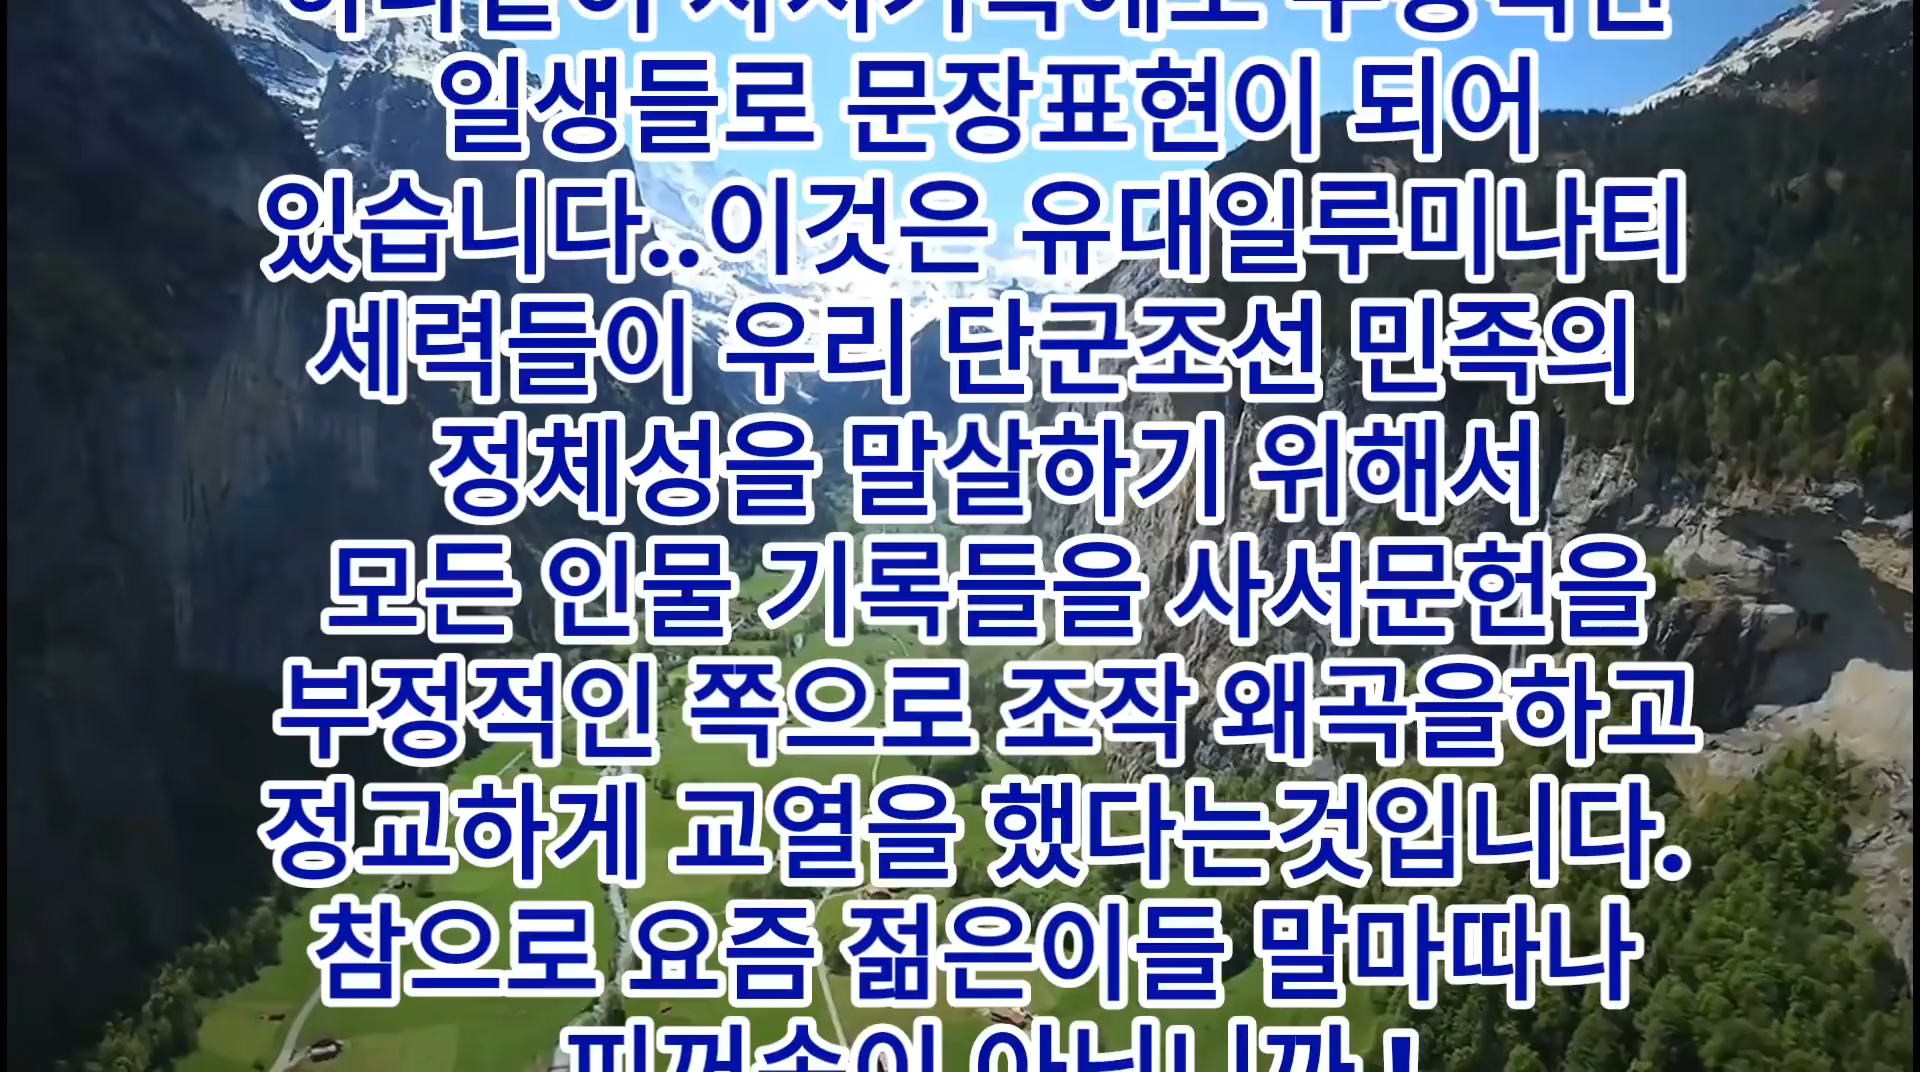 일생들로 문장표현이 되어
있습니다..이것은 유대일루미나티
세력들이 우리 단군조선 민족의
정체성을 말살하기 위해서
모든 인물 기록들을 사서문헌을
부정적인 쪽으로 조작 왜곡을하고
정교하게 교열을 했다는것입니다.
참으로 요즘 젊은이들 말마따나
아닙니까 !